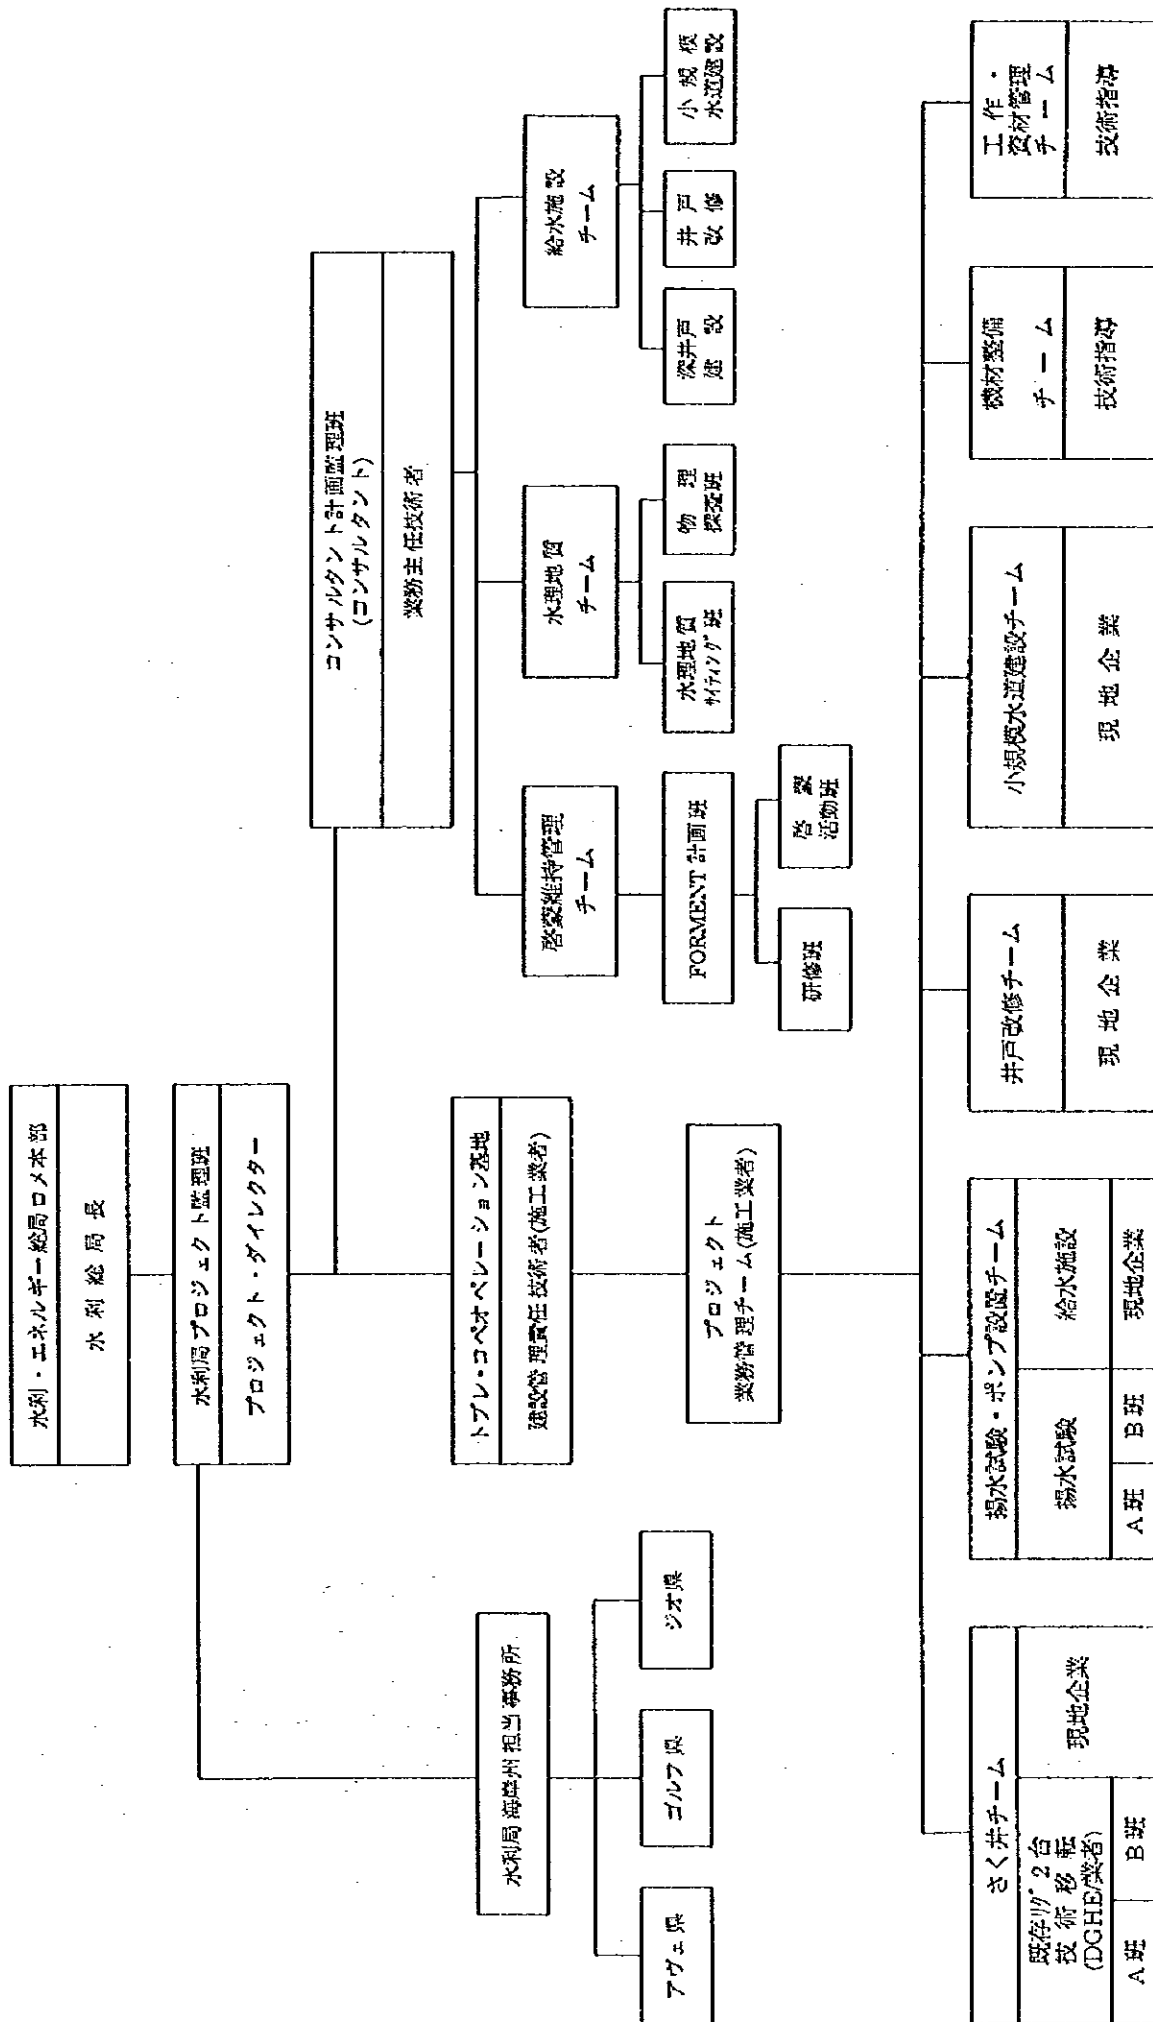 水利・エネルギー総局ロメ本部
水利総局長
水利局プロジェクト監理班
プロジェクト・ダイレクター
コンサルタント計画監理班
(コンサルタント)
業務主任技術者
水利局海岸州担当事務所
アヴェ県
ゴルフ県
ジオ県
トプレ・コペオペレーション基地
建設管理責任技術者(施工業者)
プロジェクト
業務管理チーム(施工業者)
啓蒙維持管理
チーム
FORMENT計画班
研修班
啓蒙
活動班
水理地質
チーム
水理地質
サイティング班
物理
探査班
給水施設
チーム
深井戸
建設
井戸
改修
小規模
水道建設
さく井チーム
既存リグ2台
技術移転
(DGHE/業者)
A班
B班
現地企業
揚水試験・ポンプ設置チーム
揚水試験
A班
B班
給水施設
現地企業
井戸改修チーム
現地企業
小規模水道建設チーム
現地企業
機材整備
チーム
技術指導
工作・
資材管理
チーム
技術指導